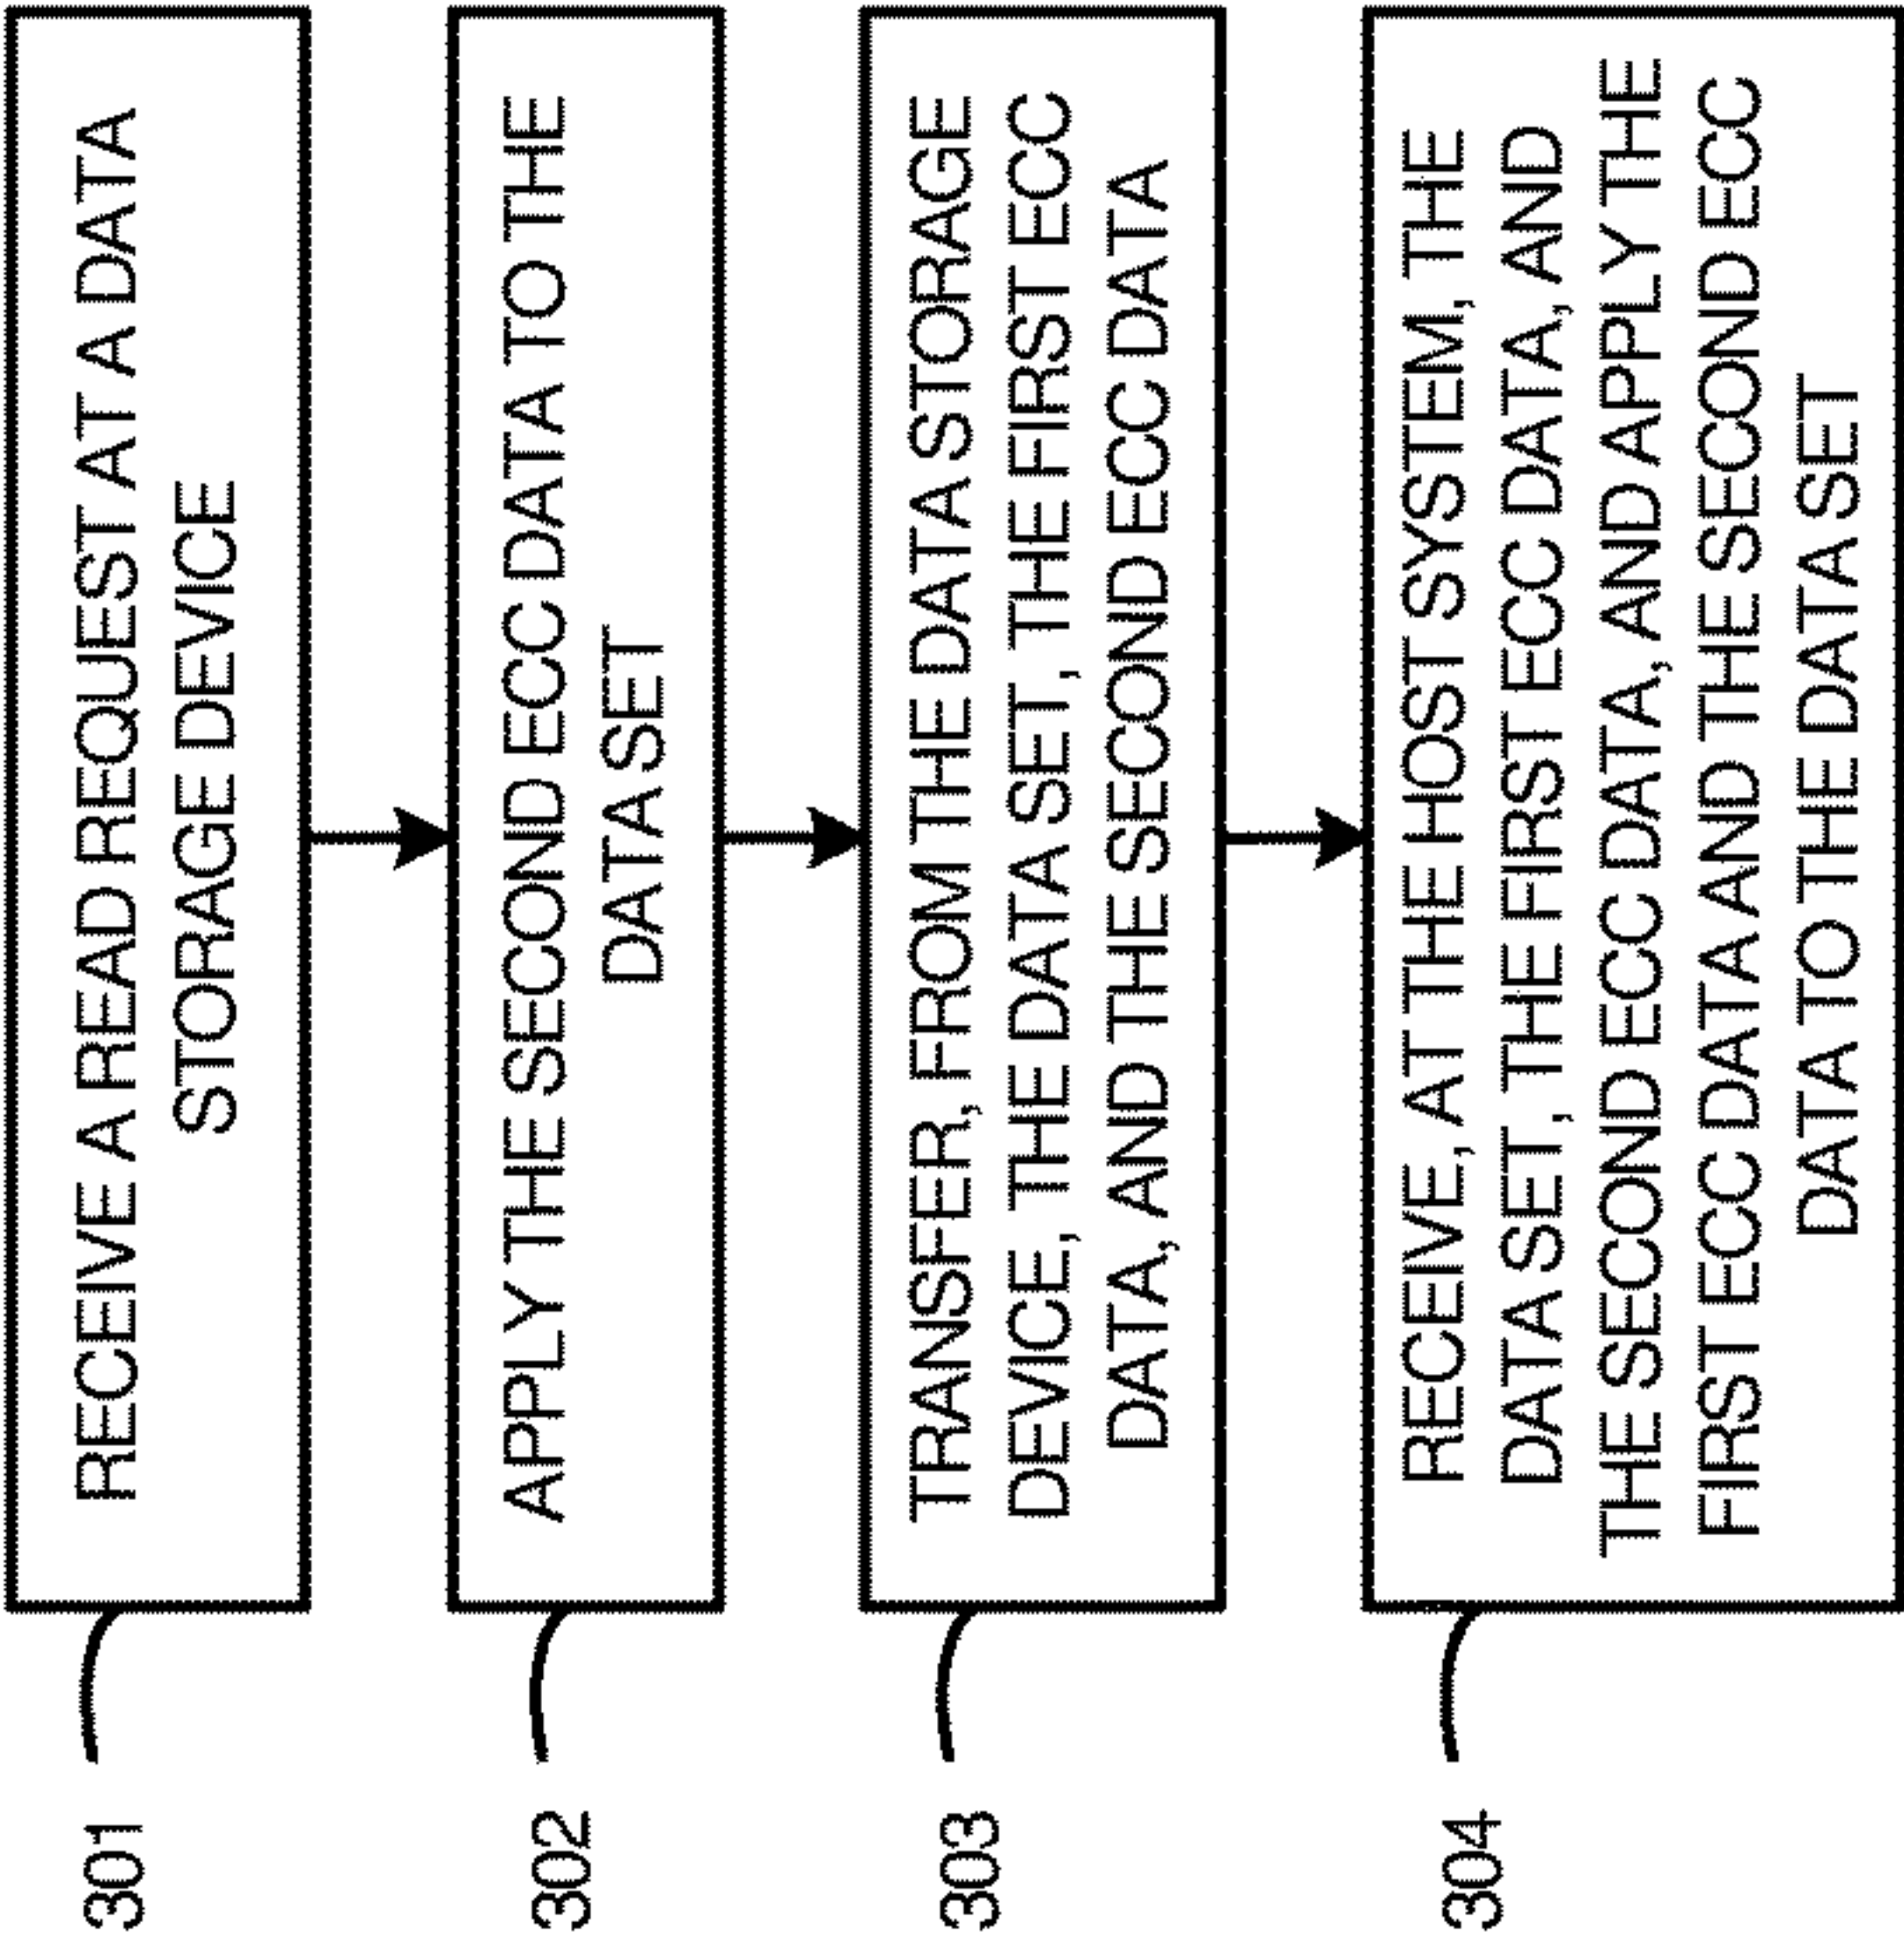 301
RECEIVE A READ REQUEST AT A DATA
STORAGE DEVICE
302
APPLY THE SECOND ECC DATA TO THE
DATA SET
303
TRANSFER, FROM THE DATA STORAGE
DEVICE, THE DATA SET, THE FIRST ECC
DATA, AND THE SECOND ECC DATA
304
RECEIVE, AT THE HOST SYSTEM, THE
DATA SET, THE FIRST ECC DATA, AND
THE SECOND ECC DATA, AND APPLY THE
FIRST ECC DATA AND THE SECOND ECC
DATA TO THE DATA SET